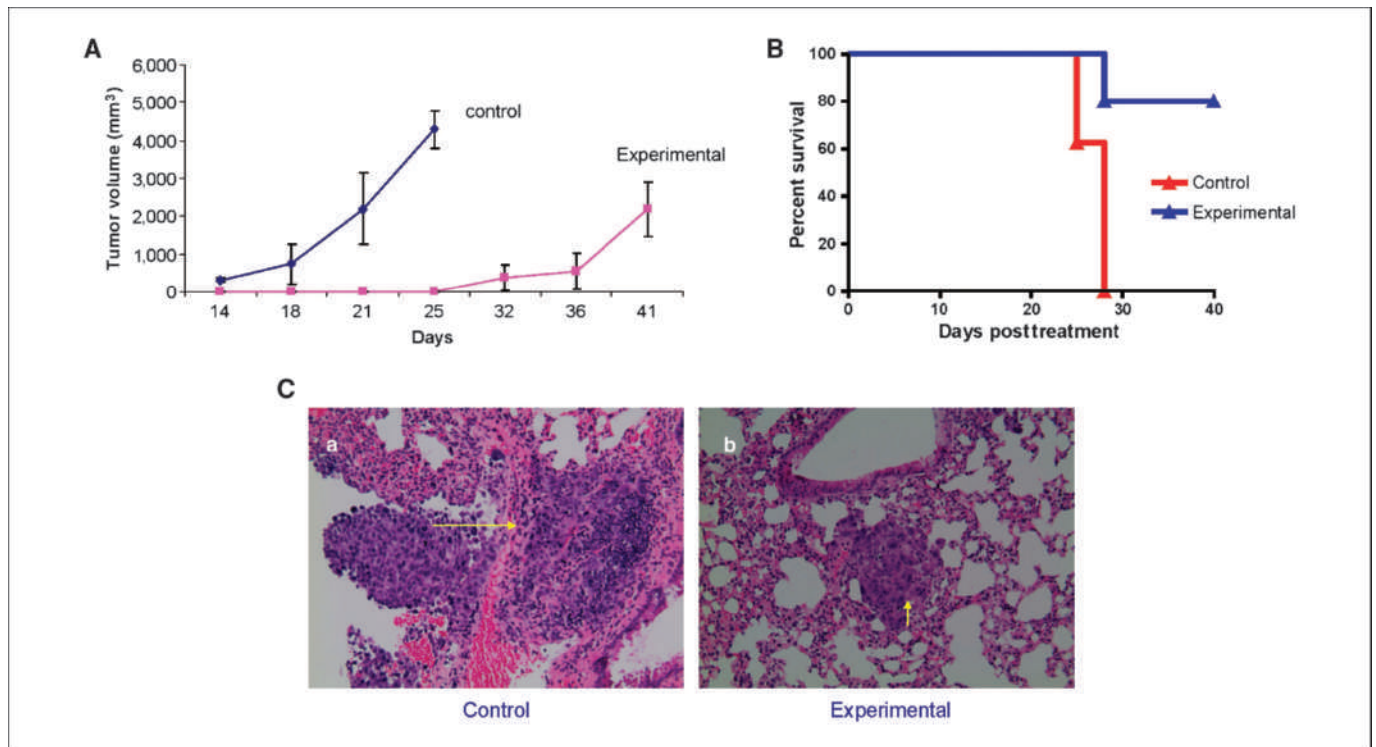 A
Tumor volume (mm³)
6,000
5,000
4,000
3,000
2,000
1,000
0
control
Experimental
14 18 21 25 32 36 41
Days
B
Percent survival
100
80
60
40
20
0
Control
Experimental
0 10 20 30 40
Days posttreatment
C
a
b
Control
Experimental